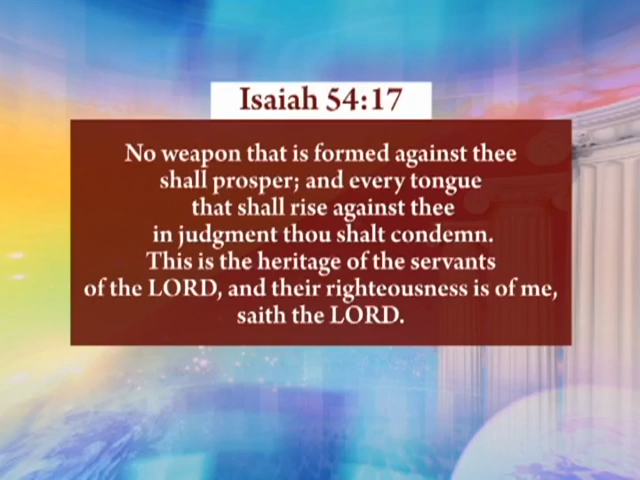 Isaiah 54:17
No weapon that is formed against thee
shall prosper; and every tongue
that shall rise against thee
in judgment thou shalt condemn.
This is the heritage of the servants
of the LORD, and their righteousness is of me,
saith the LORD.